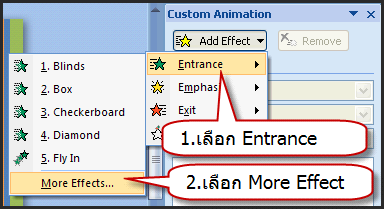 Custom Animation
Add Effect
Remove
1. Blinds
2. Box
3. Checkerboard
4. Diamond
5. Fly In
More Effects...
Entrance
Emphas
Exit
1.เลือก Entrance
2.เลือก More Effect